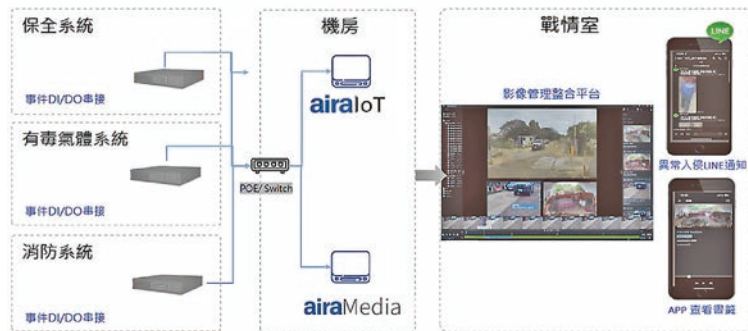 保全系統
事件DI/DO串接
有毒氣體系統
事件DI/DO串接
消防系統
事件DI/DO串接
機房
airaIoT
POE/ Switch
airaMedia
戰情室
影像管理整合平台
LINE
異常入侵LINE通知
APP 查看書籤